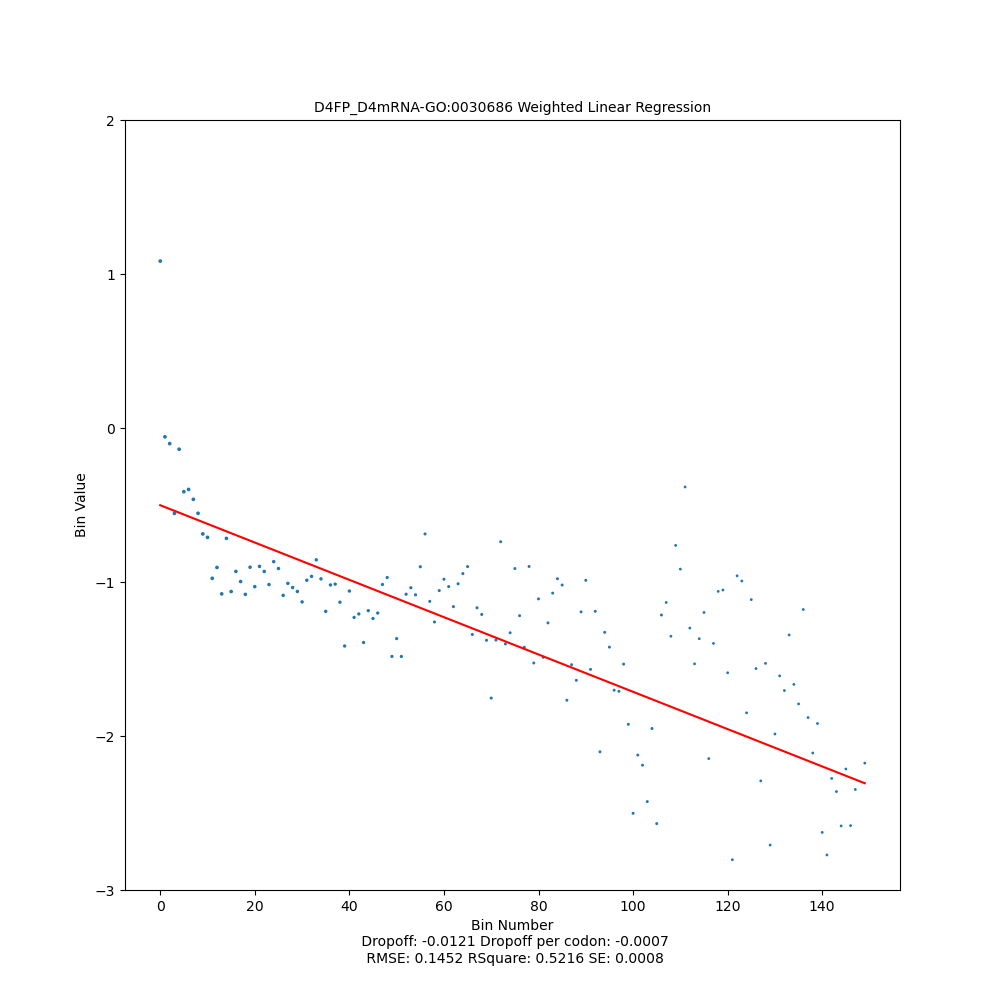 D4FP_D4mRNA-GO:0030686 Weighted Linear Regression
2
1
0
−1
−2
−3
Bin Value
0 20 40 60 80 100 120 140
Bin Number
Dropoff: -0.0121 Dropoff per codon: -0.0007
RMSE: 0.1452 RSquare: 0.5216 SE: 0.0008